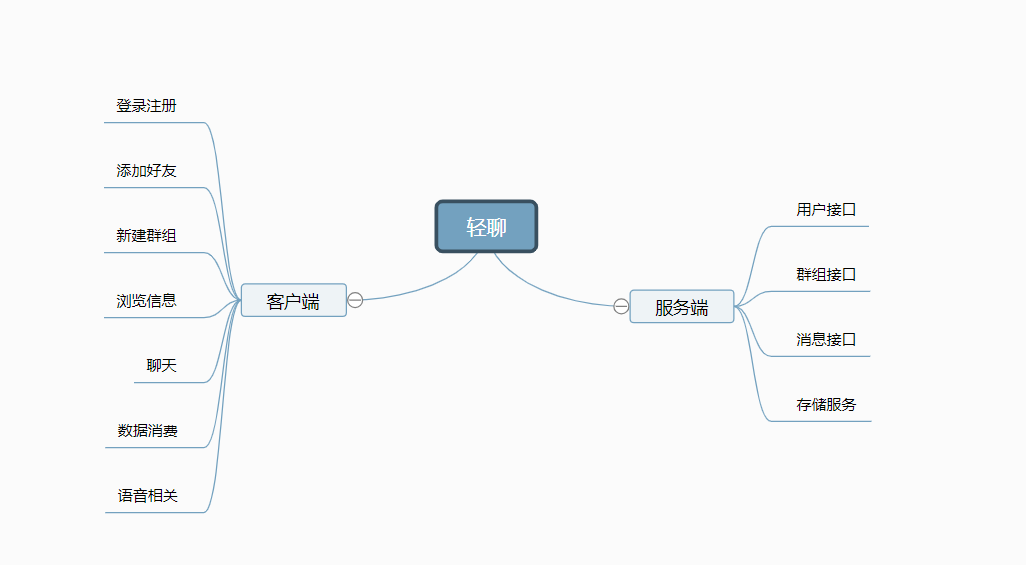 轻聊
客户端
登录注册
添加好友
新建群组
浏览信息
聊天
数据消费
语音相关
服务端
用户接口
群组接口
消息接口
存储服务